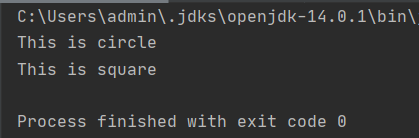 C:\Users\admin\.jdks\openjdk-14.0.1\bin\
This is circle
This is square
Process finished with exit code 0